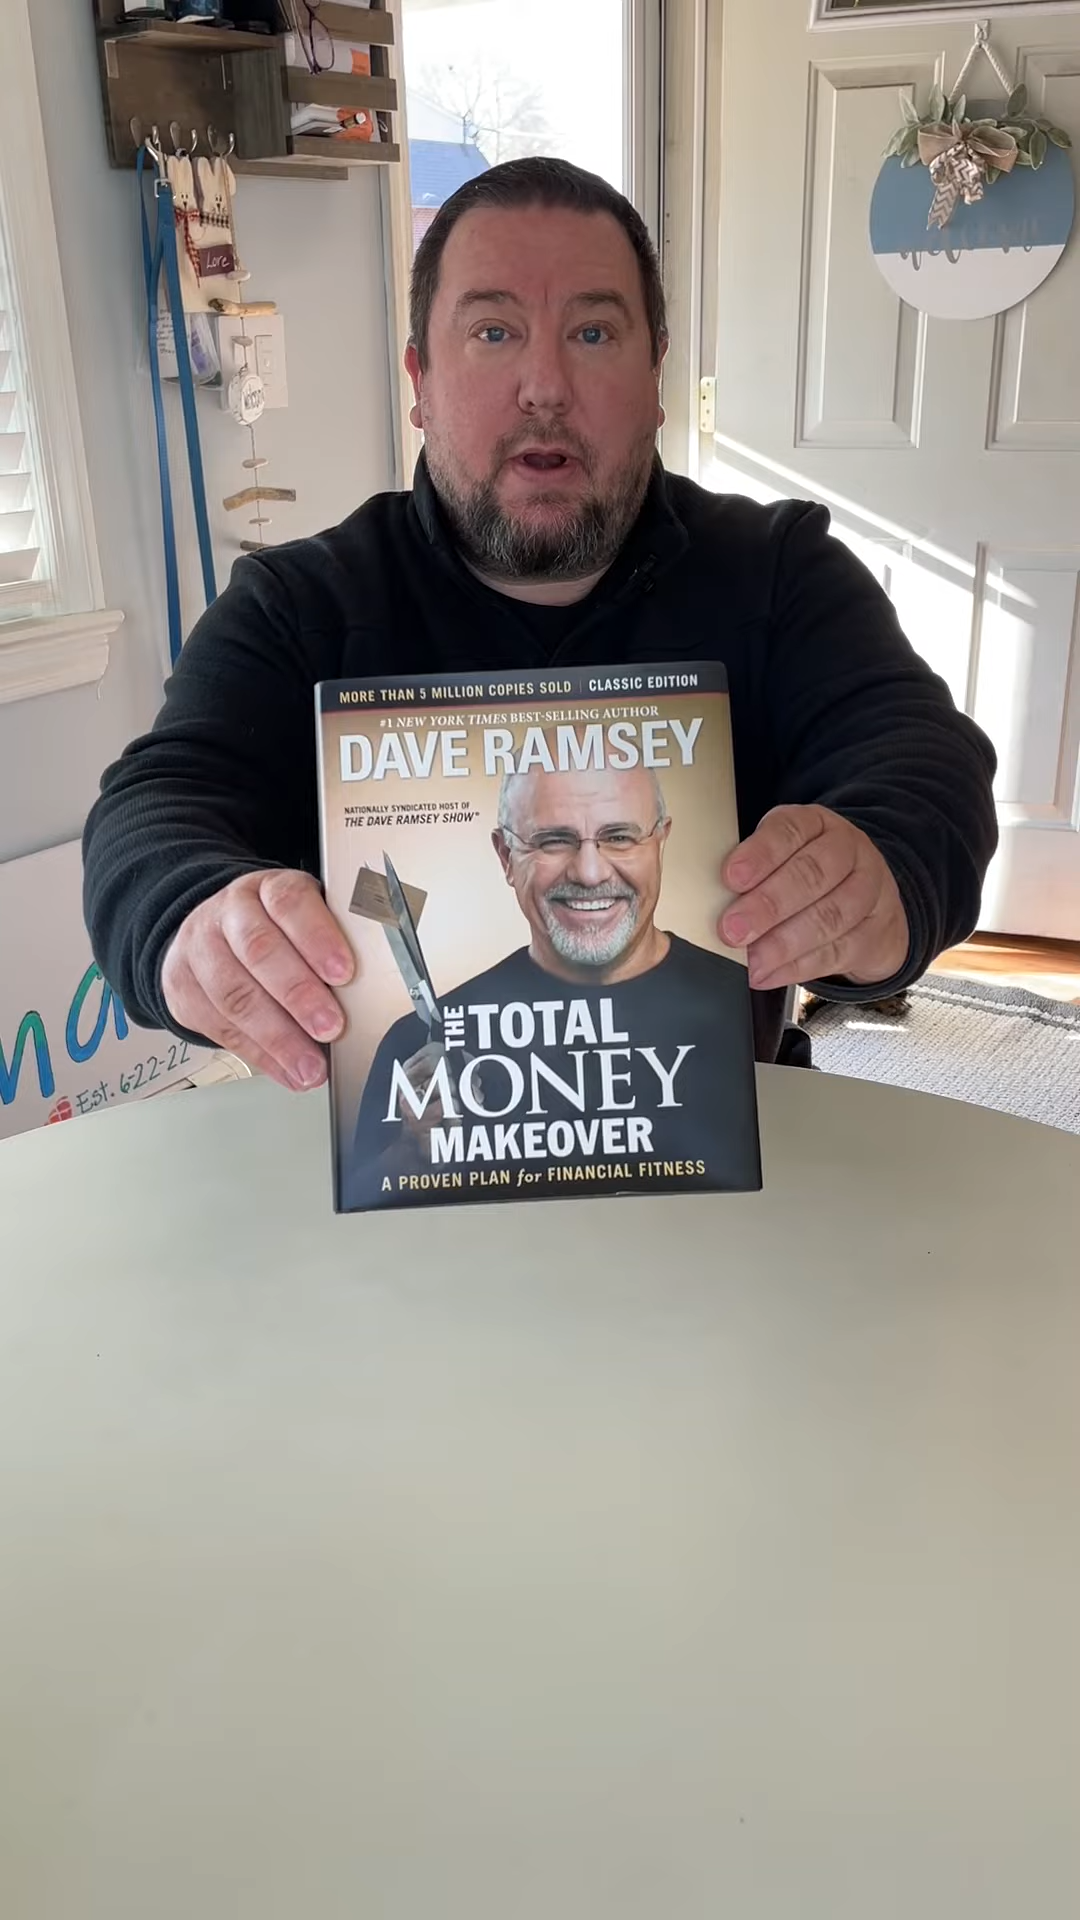 Love
MORE THAN 5 MILLION COPIES SOLD | CLASSIC EDITION
#1 NEW YORK TIMES BEST-SELLING AUTHOR
DAVE RAMSEY
NATIONALLY SYNDICATED HOST OF
THE DAVE RAMSEY SHOW®
THE TOTAL
MONEY
MAKEOVER
A PROVEN PLAN for FINANCIAL FITNESS
Est. 6-22-22